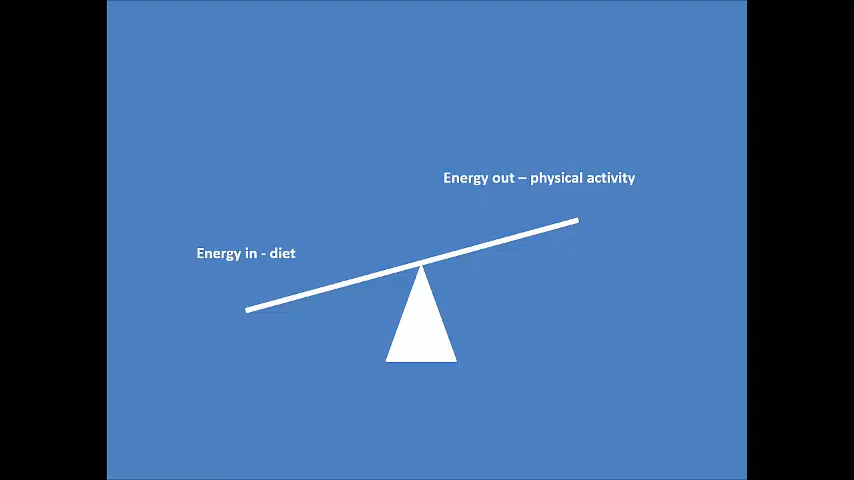 Energy out – physical activity
Energy in - diet